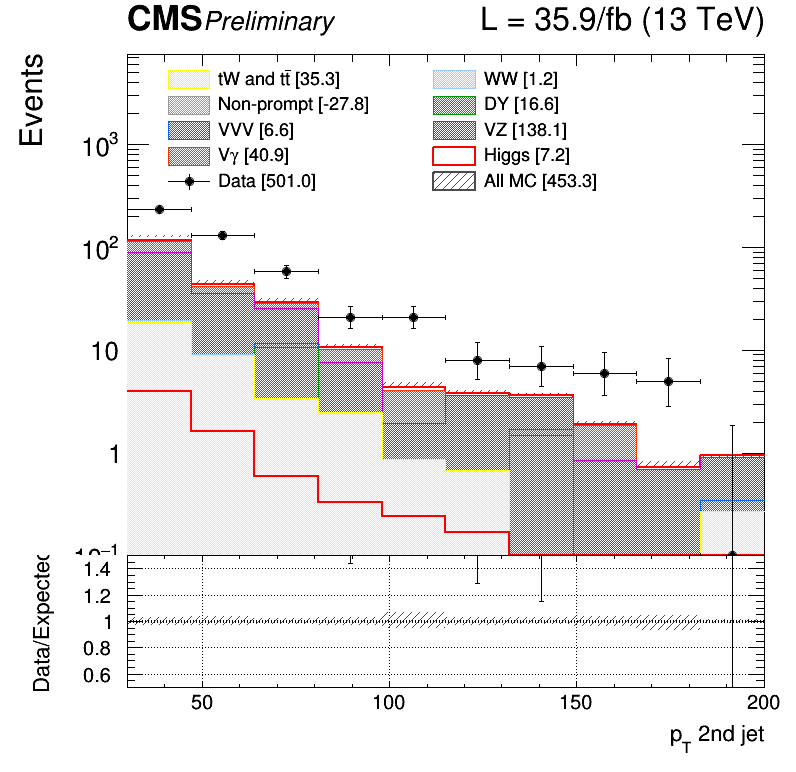 CMS Preliminary L = 35.9/fb (13 TeV)
Events
tW and tt̄ [35.3] WW [1.2]
Non-prompt [-27.8] DY [16.6]
VVV [6.6] VZ [138.1]
Vγ [40.9] Higgs [7.2]
Data [501.0] All MC [453.3]
10³
10²
10
1
10⁻¹
Data/Expected
1.4
1.2
1
0.8
0.6
50 100 150 200
p_T 2nd jet